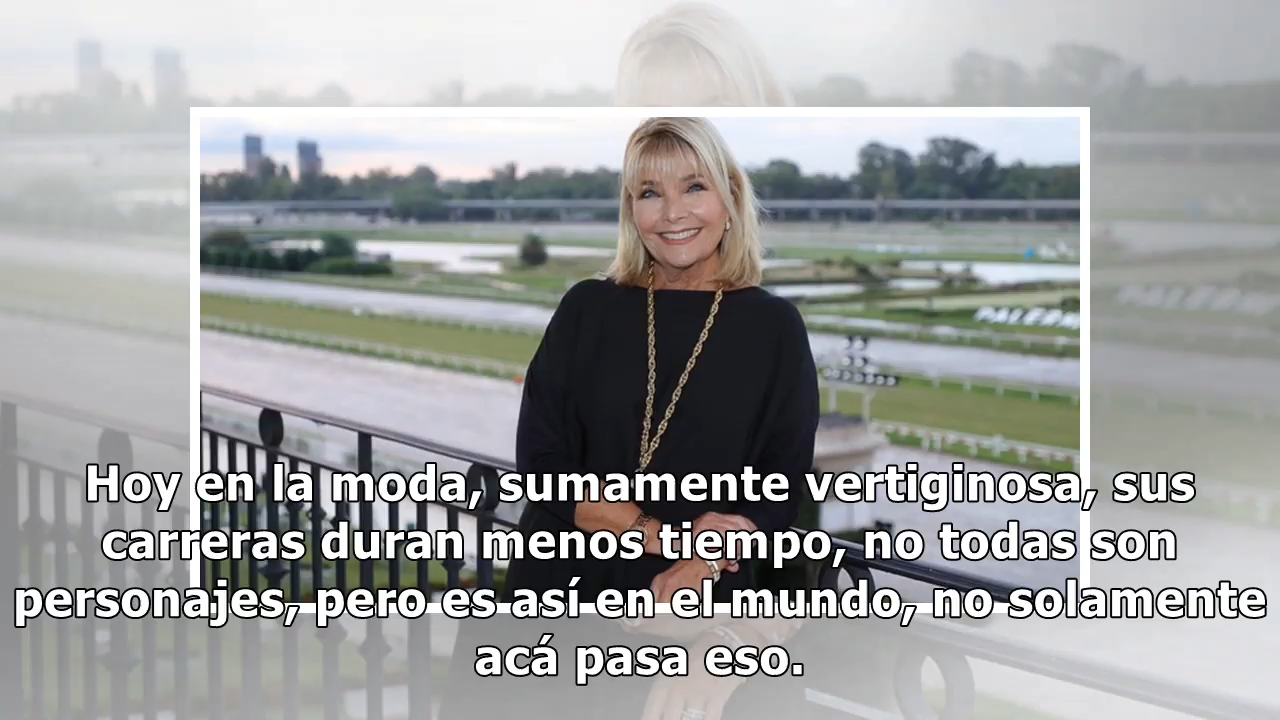 PALERM
Hoy en la moda, sumamente vertiginosa, sus
carreras duran menos tiempo, no todas son
personajes, pero es así en el mundo, no solamente
acá pasa eso.